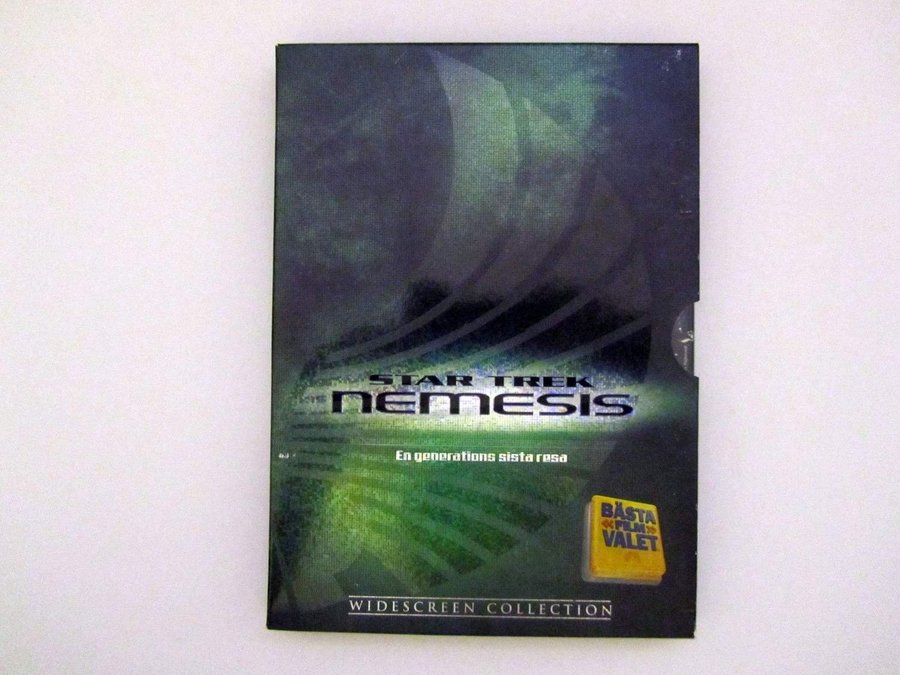 STAR TREK
NEMESIS
En generations sista resa
BÄSTA
FILM
VALET
WIDESCREEN COLLECTION